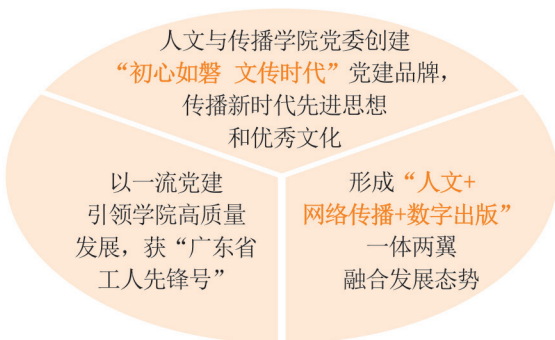 人文与传播学院党委创建
“初心如磐 文传时代”党建品牌，
传播新时代先进思想
和优秀文化
以一流党建
引领学院高质量
发展，获“广东省
工人先锋号”
形成“人文+
网络传播+数字出版”
一体两翼
融合发展态势